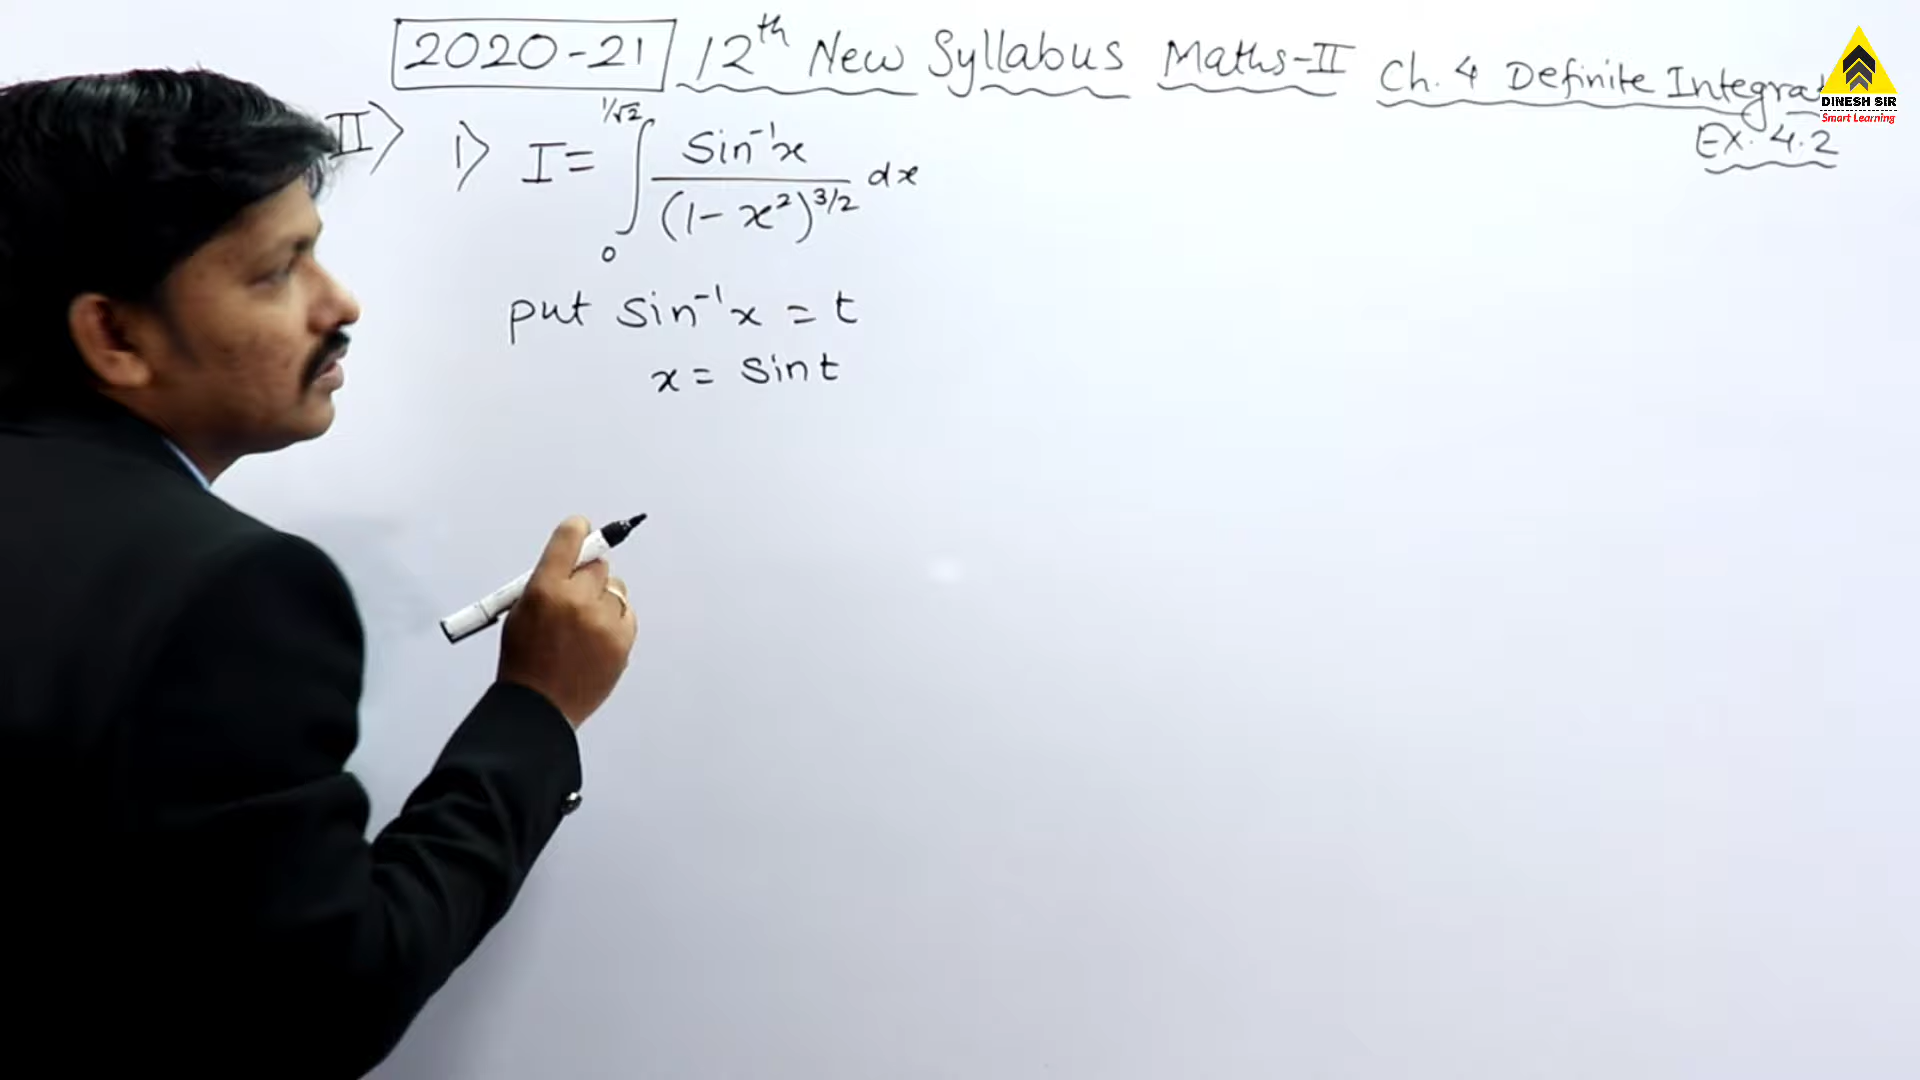 2020-21 12th New Syllabus Maths-II Ch. 4 Definite Integrat
DINESH SIR
Smart Learning
Ex. 4.2
II> 1> I = ∫₀^{1/√2} Sin⁻¹x / (1 - x²)^{3/2} dx
put Sin⁻¹x = t
x = Sin t